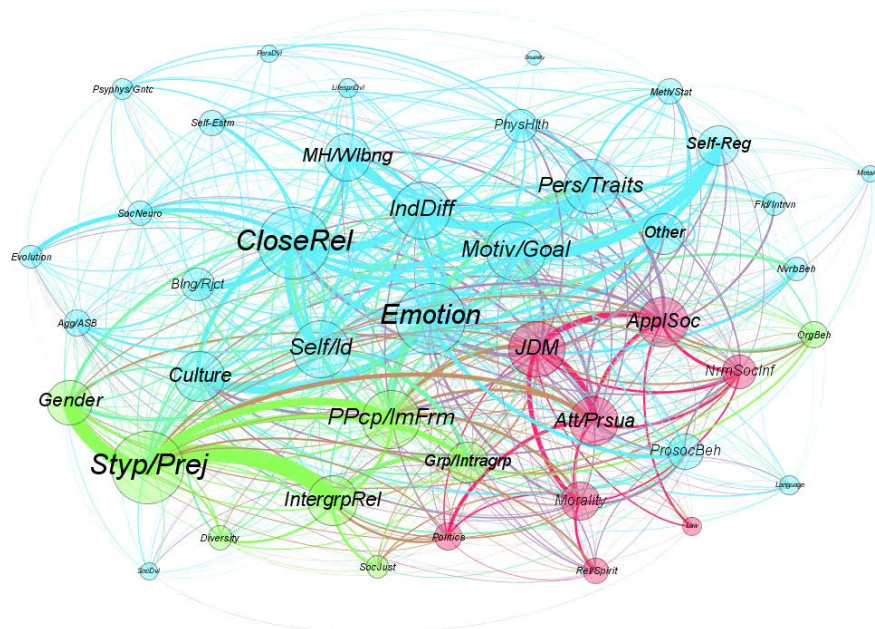 PersDvl
Disability
Psyphys/Gntc
LifespnDvl
Meth/Stat
Self-Estm
PhysHlth
Self-Reg
MH/Wlbng
Pers/Traits
IndDiff
SocNeuro
Fld/Intrvn
CloseRel
Motiv/Goal
Other
Evolution
Blng/Rjct
NvrbBeh
Agg/ASB
Emotion
ApplSoc
OrgBeh
Self/Id
JDM
Culture
NrmSocInf
Gender
PPcp/ImFrm
Att/Prsua
Styp/Prej
Grp/Intragrp
ProsocBeh
IntergrpRel
Morality
Language
Law
Diversity
Politics
SocJust
SocDvl
Rel/Spirit